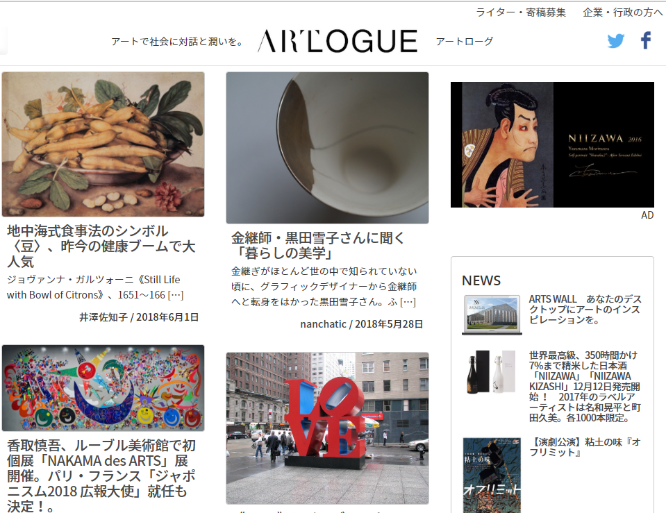 ライター・寄稿募集 企業・行政の方へ
アートで社会に対話と潤いを。 ARTLOGUE アートローグ
地中海式食事法のシンボル
〈豆〉、昨今の健康ブームで大
人気
ジョヴァンナ・ガルツォーニ《Still Life
with Bowl of Citrons》、1651〜166 [...]
井澤佐知子 / 2018年6月1日
金継師・黒田雪子さんに聞く
「暮らしの美学」
金継ぎがほとんど世の中で知られていない
頃に、グラフィックデザイナーから金継師
へと転身をはかった黒田雪子さん。ふ [...]
nanchatic / 2018年5月28日
香取慎吾、ルーブル美術館で初
個展「NAKAMA des ARTS」展
開催。パリ・フランス「ジャポ
ニスム2018 広報大使」就任も
決定！。
LOVE
NIIZAWA
AD
NEWS
ARTS WALL あなたのデス
クトップにアートのインス
ピレーションを。
世界最高級、350時間かけ
7%まで精米した日本酒
「NIIZAWA」「NIIZAWA
KIZASHI」12月12日発売開
始！ 2017年のラベルアー
ティストは名和晃平と町
田久美。各1000本限定。
【演劇公演】粘土の味『オ
フリミット』
粘土の味
オフリミット